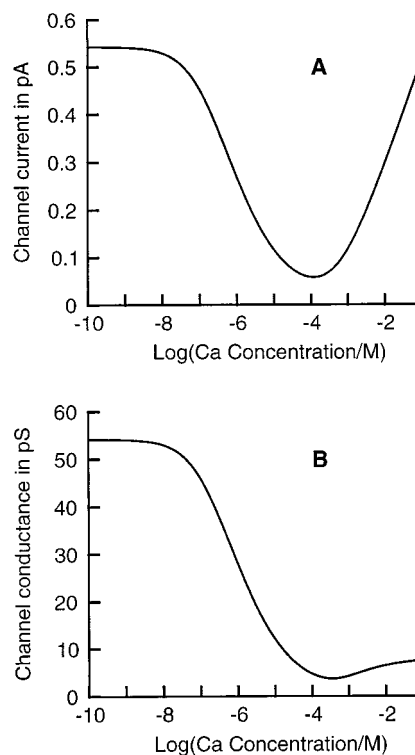 A
Channel current in pA
0.6
0.5
0.4
0.3
0.2
0.1
0
-10 -8 -6 -4 -2
Log(Ca Concentration/M)
B
Channel conductance in pS
60
50
40
30
20
10
0
-10 -8 -6 -4 -2
Log(Ca Concentration/M)